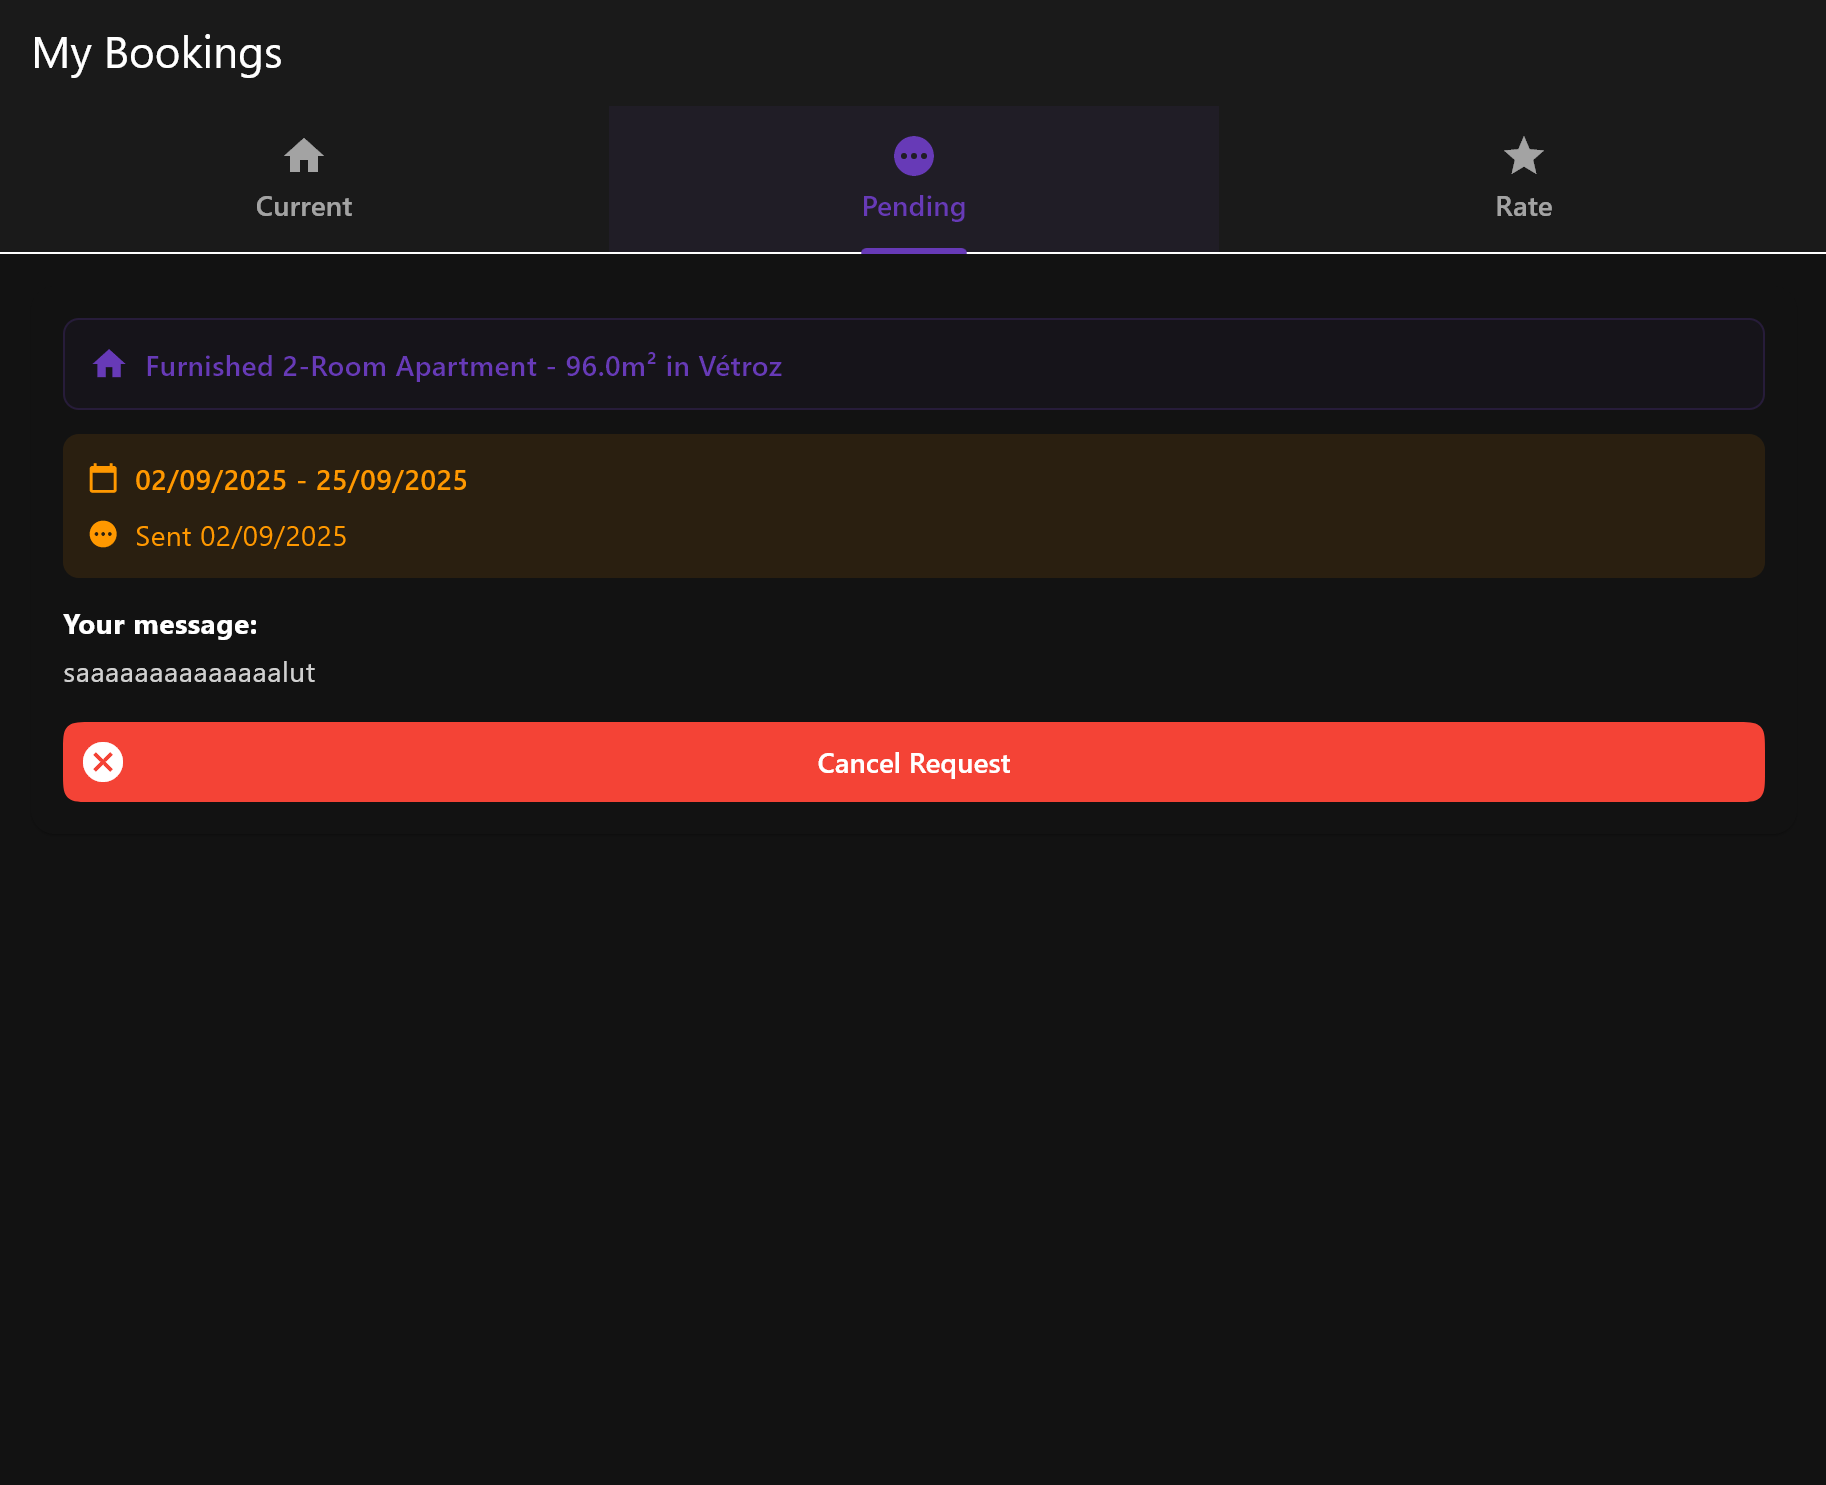 My Bookings
Current
Pending
Rate
Furnished 2-Room Apartment - 96.0m² in Vétroz
02/09/2025 - 25/09/2025
Sent 02/09/2025
Your message:
saaaaaaaaaaaaaalut
Cancel Request